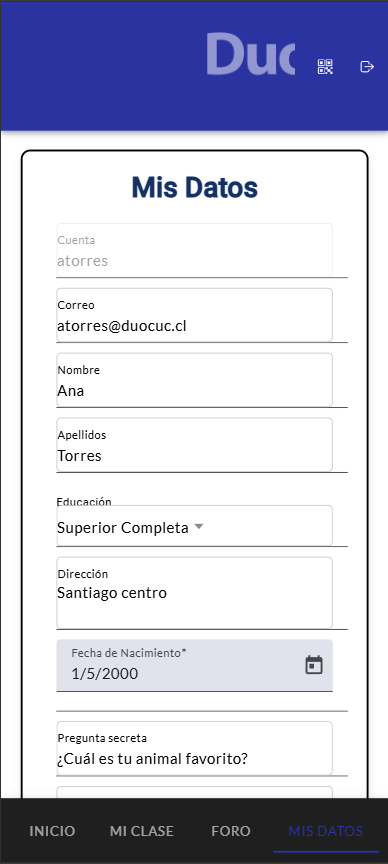 Duo
Mis Datos
Cuenta
atorres
Correo
atorres@duocuc.cl
Nombre
Ana
Apellidos
Torres
Educación
Superior Completa
Dirección
Santiago centro
Fecha de Nacimiento*
1/5/2000
Pregunta secreta
¿Cuál es tu animal favorito?
INICIO
MI CLASE
FORO
MIS DATOS